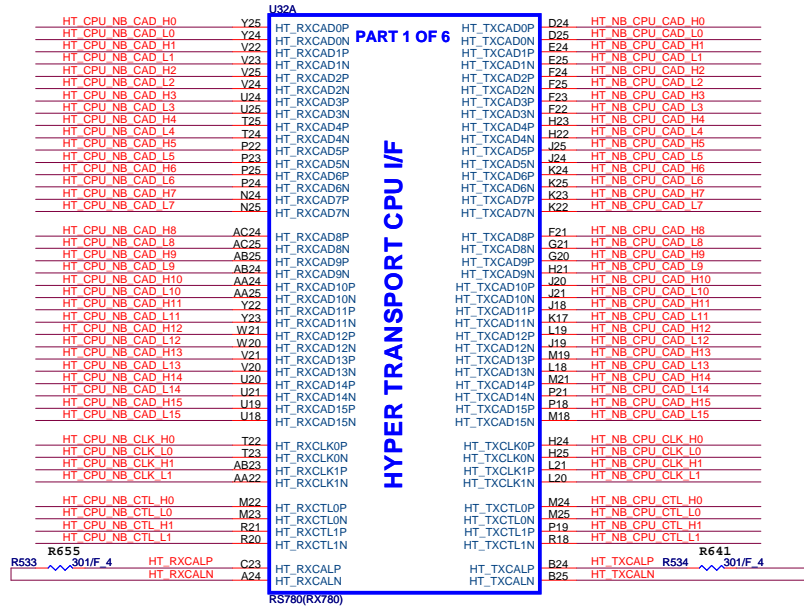 U32A
PART 1 OF 6
HYPER TRANSPORT CPU I/F
HT_CPU_NB_CAD_H0 Y25 HT_RXCAD0P HT_TXCAD0P D24 HT_NB_CPU_CAD_H0
HT_CPU_NB_CAD_L0 Y24 HT_RXCAD0N HT_TXCAD0N D25 HT_NB_CPU_CAD_L0
HT_CPU_NB_CAD_H1 V22 HT_RXCAD1P HT_TXCAD1P E24 HT_NB_CPU_CAD_H1
HT_CPU_NB_CAD_L1 V23 HT_RXCAD1N HT_TXCAD1N E25 HT_NB_CPU_CAD_L1
HT_CPU_NB_CAD_H2 V25 HT_RXCAD2P HT_TXCAD2P F24 HT_NB_CPU_CAD_H2
HT_CPU_NB_CAD_L2 V24 HT_RXCAD2N HT_TXCAD2N F25 HT_NB_CPU_CAD_L2
HT_CPU_NB_CAD_H3 U24 HT_RXCAD3P HT_TXCAD3P F23 HT_NB_CPU_CAD_H3
HT_CPU_NB_CAD_L3 U25 HT_RXCAD3N HT_TXCAD3N F22 HT_NB_CPU_CAD_L3
HT_CPU_NB_CAD_H4 T25 HT_RXCAD4P HT_TXCAD4P H23 HT_NB_CPU_CAD_H4
HT_CPU_NB_CAD_L4 T24 HT_RXCAD4N HT_TXCAD4N H22 HT_NB_CPU_CAD_L4
HT_CPU_NB_CAD_H5 P22 HT_RXCAD5P HT_TXCAD5P J25 HT_NB_CPU_CAD_H5
HT_CPU_NB_CAD_L5 P23 HT_RXCAD5N HT_TXCAD5N J24 HT_NB_CPU_CAD_L5
HT_CPU_NB_CAD_H6 P25 HT_RXCAD6P HT_TXCAD6P K24 HT_NB_CPU_CAD_H6
HT_CPU_NB_CAD_L6 P24 HT_RXCAD6N HT_TXCAD6N K25 HT_NB_CPU_CAD_L6
HT_CPU_NB_CAD_H7 N24 HT_RXCAD7P HT_TXCAD7P K23 HT_NB_CPU_CAD_H7
HT_CPU_NB_CAD_L7 N25 HT_RXCAD7N HT_TXCAD7N K22 HT_NB_CPU_CAD_L7
HT_CPU_NB_CAD_H8 AC24 HT_RXCAD8P HT_TXCAD8P F21 HT_NB_CPU_CAD_H8
HT_CPU_NB_CAD_L8 AC25 HT_RXCAD8N HT_TXCAD8N G21 HT_NB_CPU_CAD_L8
HT_CPU_NB_CAD_H9 AB25 HT_RXCAD9P HT_TXCAD9P G20 HT_NB_CPU_CAD_H9
HT_CPU_NB_CAD_L9 AB24 HT_RXCAD9N HT_TXCAD9N H21 HT_NB_CPU_CAD_L9
HT_CPU_NB_CAD_H10 AA24 HT_RXCAD10P HT_TXCAD10P J20 HT_NB_CPU_CAD_H10
HT_CPU_NB_CAD_L10 AA25 HT_RXCAD10N HT_TXCAD10N J21 HT_NB_CPU_CAD_L10
HT_CPU_NB_CAD_H11 Y22 HT_RXCAD11P HT_TXCAD11P J18 HT_NB_CPU_CAD_H11
HT_CPU_NB_CAD_L11 Y23 HT_RXCAD11N HT_TXCAD11N K17 HT_NB_CPU_CAD_L11
HT_CPU_NB_CAD_H12 W21 HT_RXCAD12P HT_TXCAD12P L19 HT_NB_CPU_CAD_H12
HT_CPU_NB_CAD_L12 W20 HT_RXCAD12N HT_TXCAD12N J19 HT_NB_CPU_CAD_L12
HT_CPU_NB_CAD_H13 V21 HT_RXCAD13P HT_TXCAD13P M19 HT_NB_CPU_CAD_H13
HT_CPU_NB_CAD_L13 V20 HT_RXCAD13N HT_TXCAD13N L18 HT_NB_CPU_CAD_L13
HT_CPU_NB_CAD_H14 U20 HT_RXCAD14P HT_TXCAD14P M21 HT_NB_CPU_CAD_H14
HT_CPU_NB_CAD_L14 U21 HT_RXCAD14N HT_TXCAD14N P21 HT_NB_CPU_CAD_L14
HT_CPU_NB_CAD_H15 U19 HT_RXCAD15P HT_TXCAD15P P18 HT_NB_CPU_CAD_H15
HT_CPU_NB_CAD_L15 U18 HT_RXCAD15N HT_TXCAD15N M18 HT_NB_CPU_CAD_L15
HT_CPU_NB_CLK_H0 T22 HT_RXCLK0P HT_TXCLK0P H24 HT_NB_CPU_CLK_H0
HT_CPU_NB_CLK_L0 T23 HT_RXCLK0N HT_TXCLK0N H25 HT_NB_CPU_CLK_L0
HT_CPU_NB_CLK_H1 AB23 HT_RXCLK1P HT_TXCLK1P L21 HT_NB_CPU_CLK_H1
HT_CPU_NB_CLK_L1 AA22 HT_RXCLK1N HT_TXCLK1N L20 HT_NB_CPU_CLK_L1
HT_CPU_NB_CTL_H0 M22 HT_RXCTL0P HT_TXCTL0P M24 HT_NB_CPU_CTL_H0
HT_CPU_NB_CTL_L0 M23 HT_RXCTL0N HT_TXCTL0N M25 HT_NB_CPU_CTL_L0
HT_CPU_NB_CTL_H1 R21 HT_RXCTL1P HT_TXCTL1P P19 HT_NB_CPU_CTL_H1
HT_CPU_NB_CTL_L1 R20 HT_RXCTL1N HT_TXCTL1N R18 HT_NB_CPU_CTL_L1
R655 R641
R533 301/F_4 HT_RXCALP C23 HT_RXCALP HT_TXCALP B24 HT_TXCALP R534 301/F_4
HT_RXCALN A24 HT_RXCALN HT_TXCALN B25 HT_TXCALN
RS780(RX780)